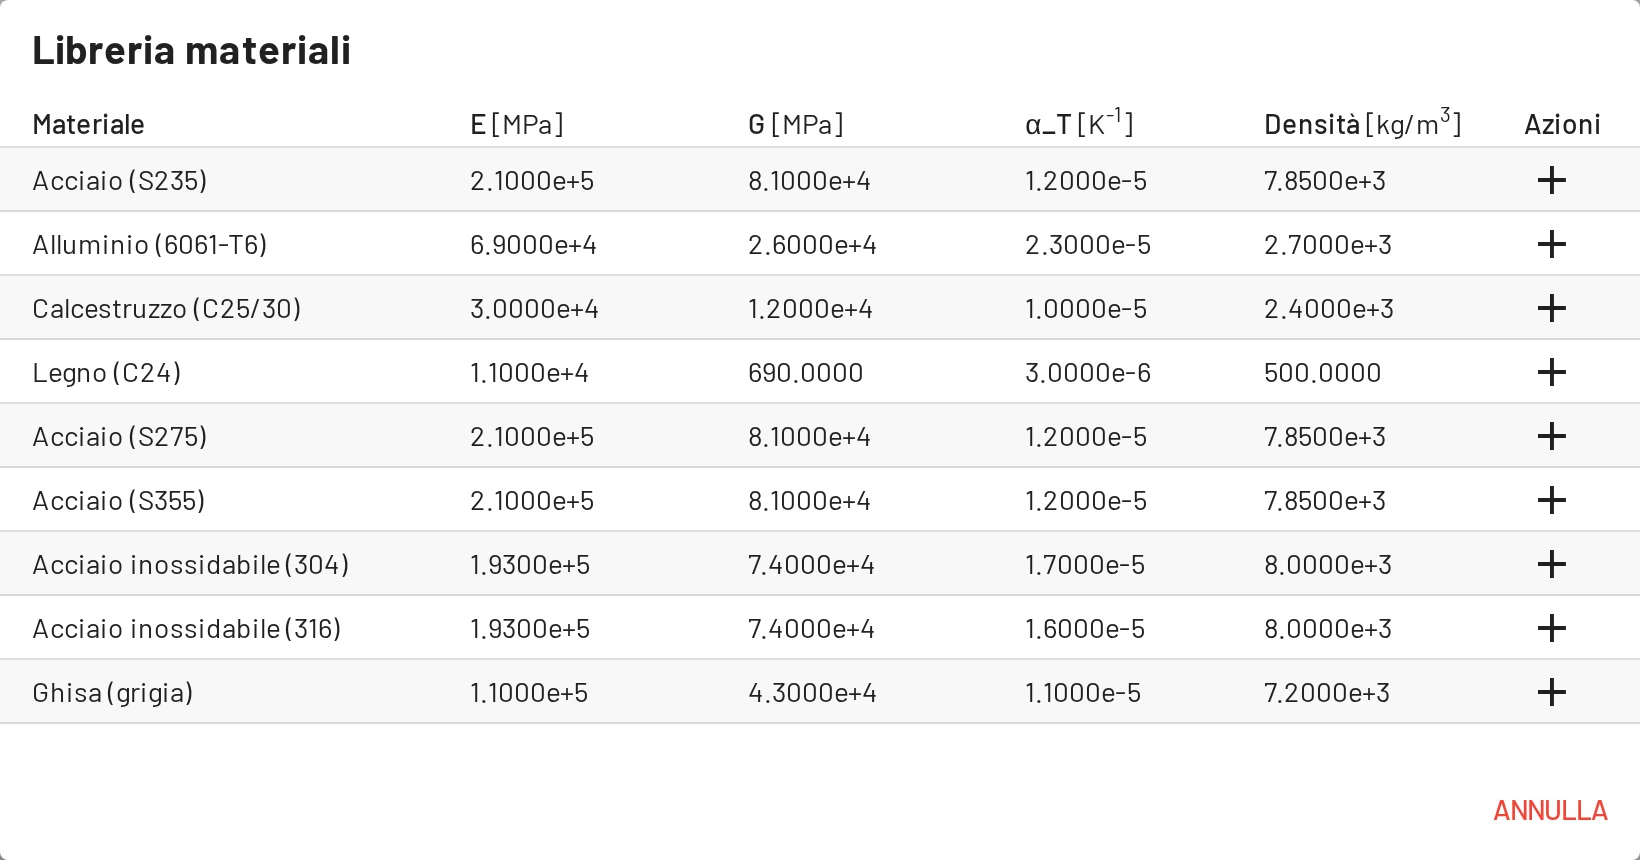 Libreria materiali
Materiale E [MPa] G [MPa] α_T [K⁻¹] Densità [kg/m³] Azioni
Acciaio (S235) 2.1000e+5 8.1000e+4 1.2000e-5 7.8500e+3
Alluminio (6061-T6) 6.9000e+4 2.6000e+4 2.3000e-5 2.7000e+3
Calcestruzzo (C25/30) 3.0000e+4 1.2000e+4 1.0000e-5 2.4000e+3
Legno (C24) 1.1000e+4 690.0000 3.0000e-6 500.0000
Acciaio (S275) 2.1000e+5 8.1000e+4 1.2000e-5 7.8500e+3
Acciaio (S355) 2.1000e+5 8.1000e+4 1.2000e-5 7.8500e+3
Acciaio inossidabile (304) 1.9300e+5 7.4000e+4 1.7000e-5 8.0000e+3
Acciaio inossidabile (316) 1.9300e+5 7.4000e+4 1.6000e-5 8.0000e+3
Ghisa (grigia) 1.1000e+5 4.3000e+4 1.1000e-5 7.2000e+3
ANNULLA